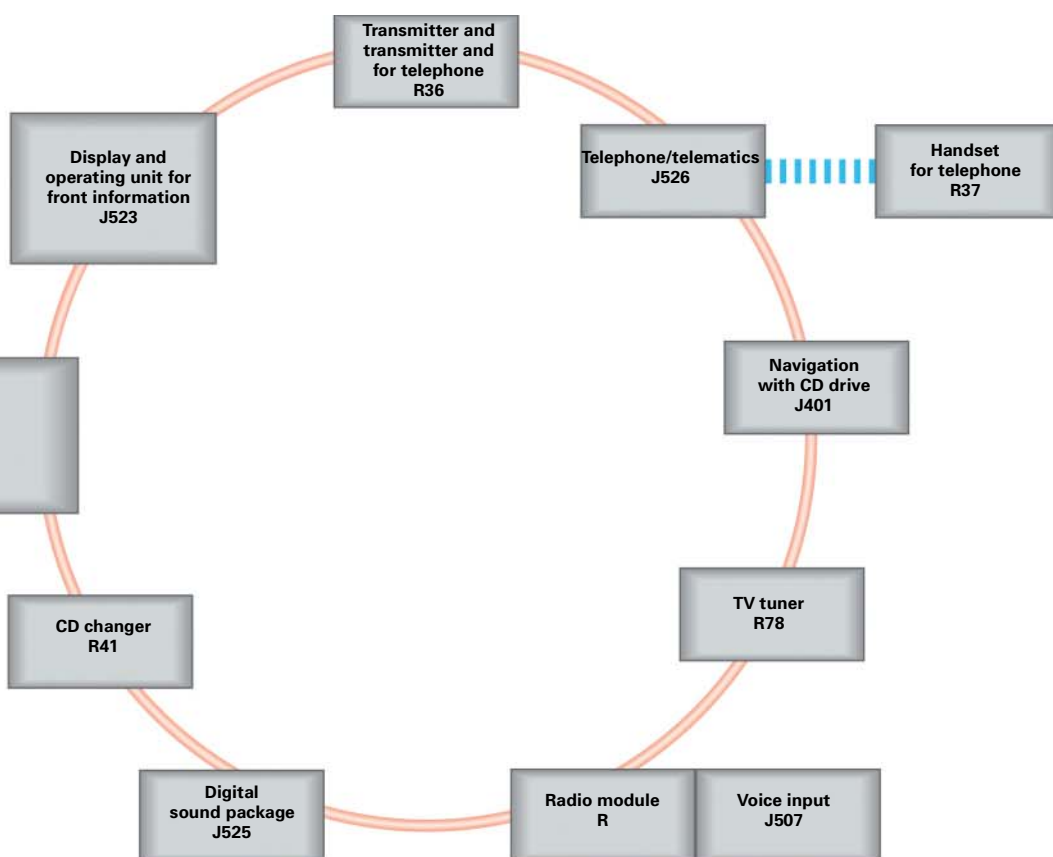 Transmitter and
transmitter and
for telephone
R36
Display and
operating unit for
front information
J523
Telephone/telematics
J526
Handset
for telephone
R37
Navigation
with CD drive
J401
CD changer
R41
TV tuner
R78
Digital
sound package
J525
Radio module
R
Voice input
J507